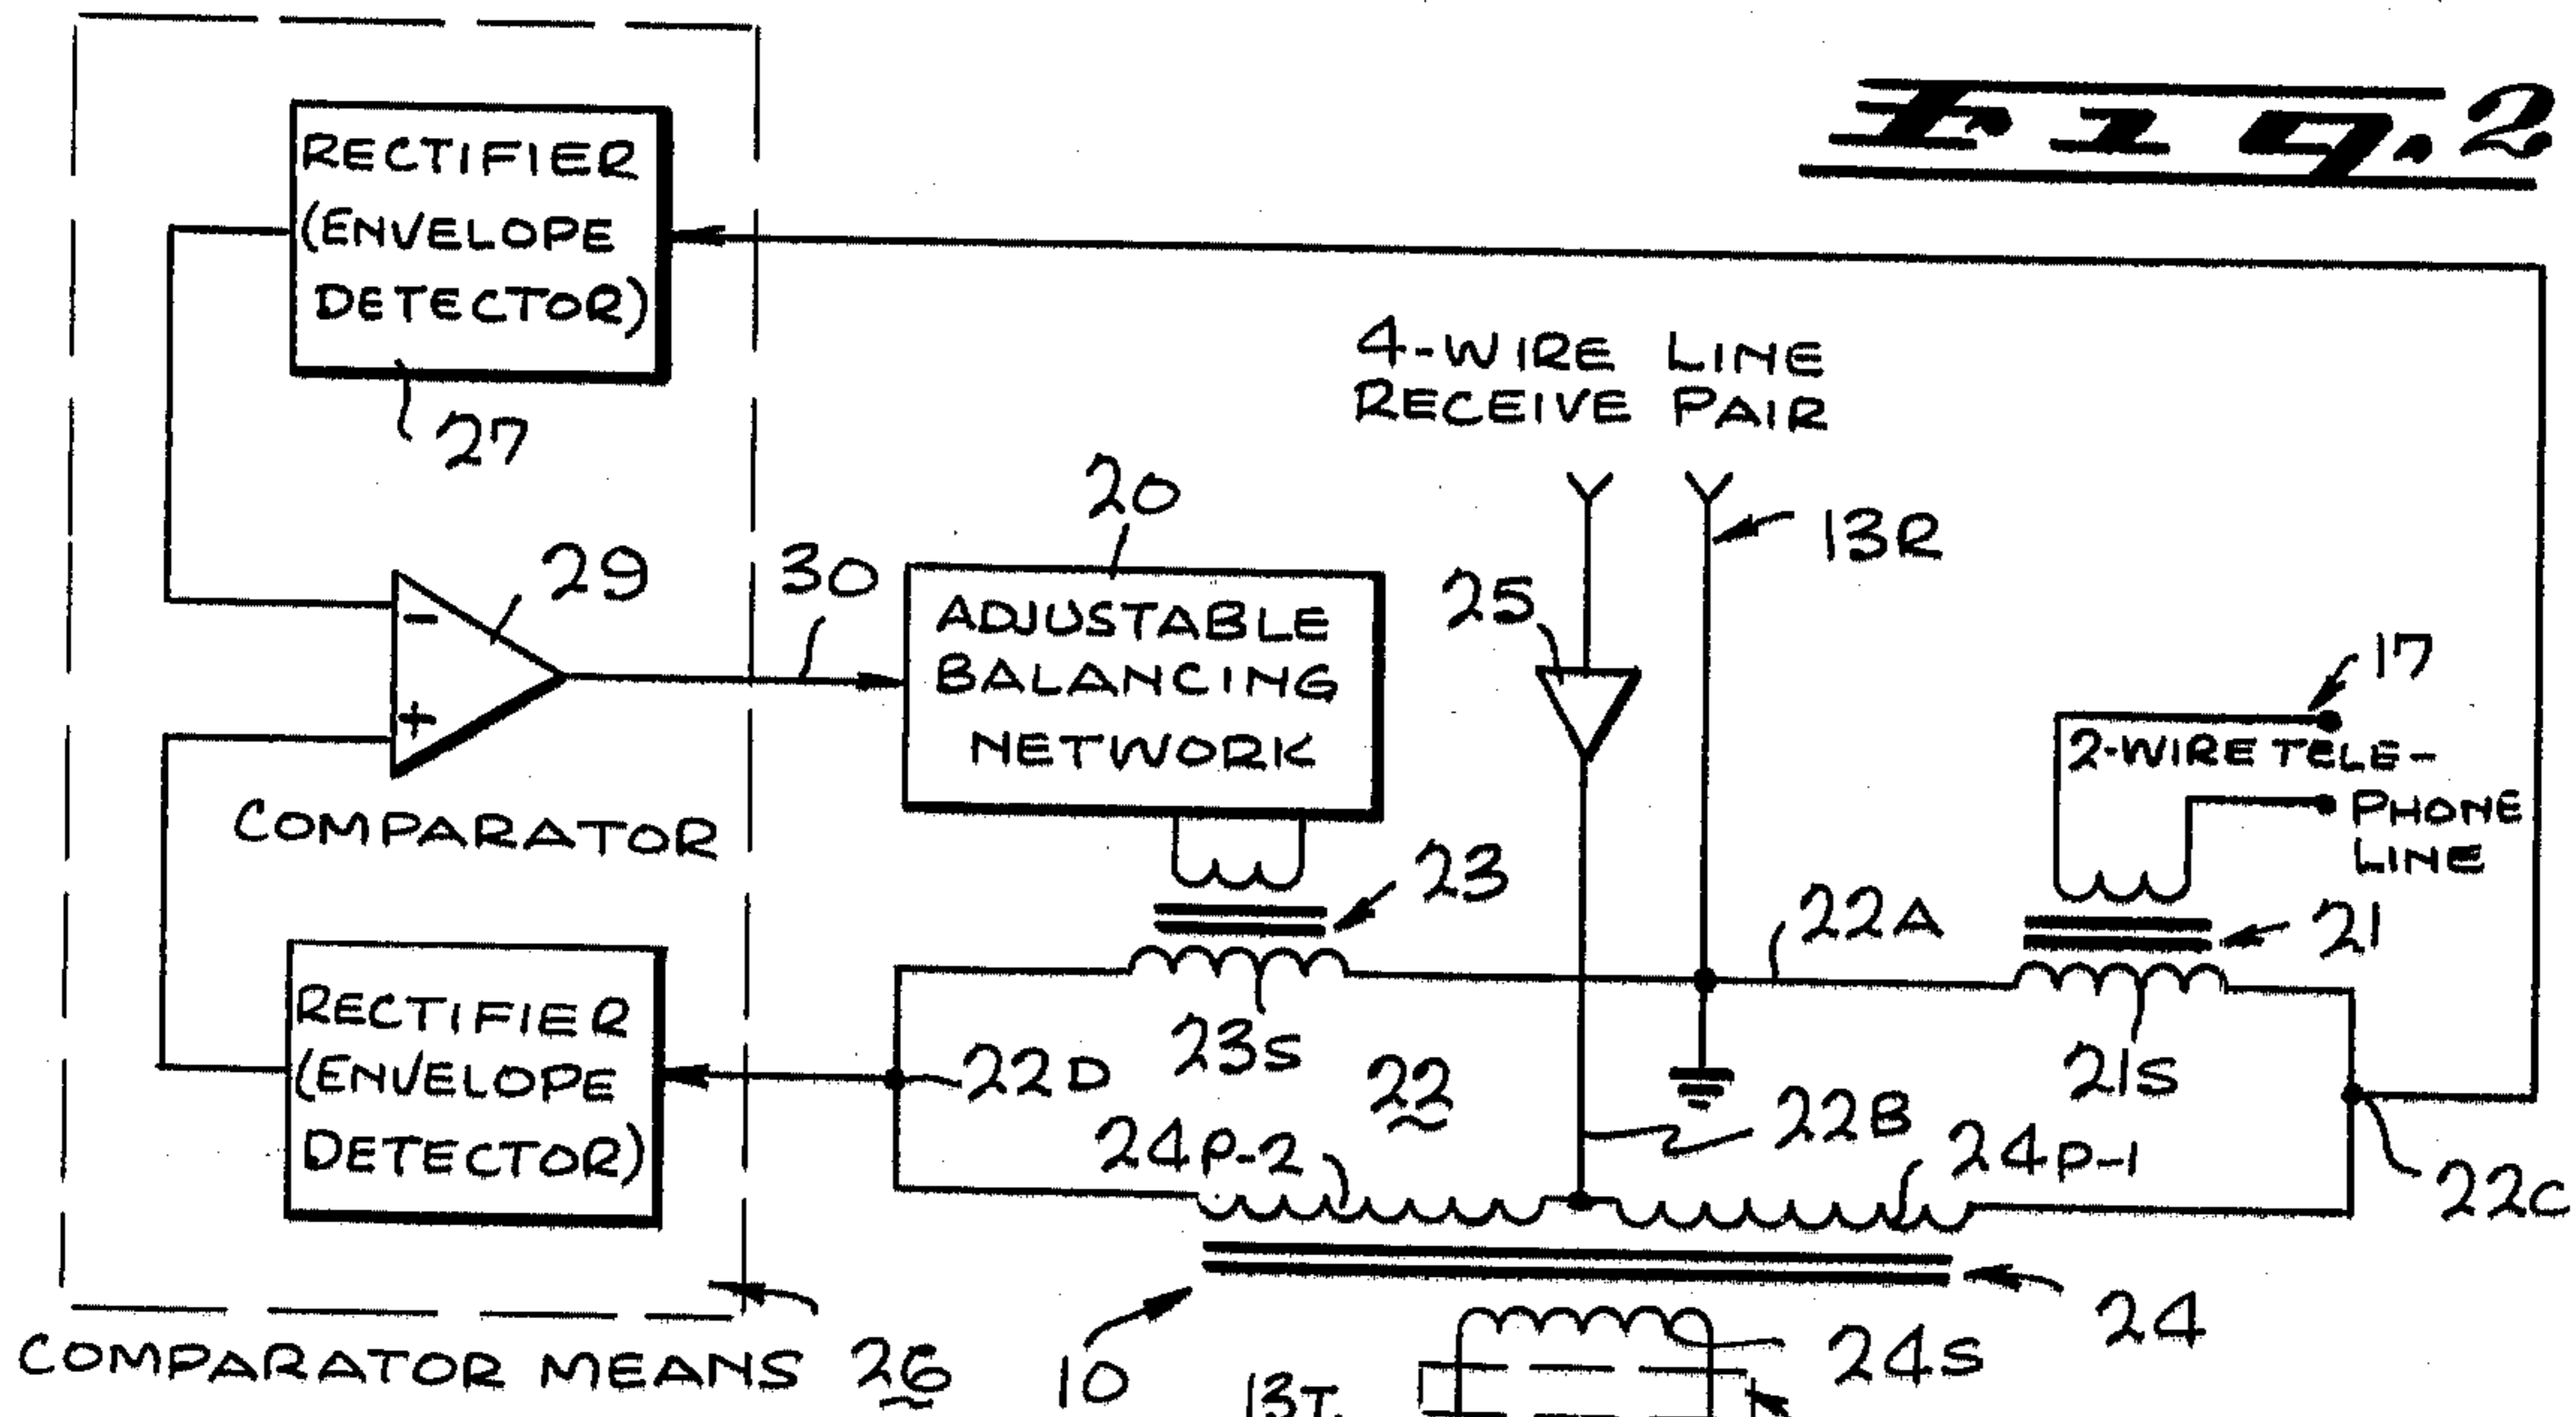 Fig. 2
RECTIFIER
(ENVELOPE
DETECTOR)
27
4-WIRE LINE
RECEIVE PAIR
13R
20
29
30
25
ADJUSTABLE
BALANCING
NETWORK
-
+
17
2-WIRE TELE-
PHONE
LINE
COMPARATOR
23
22A
21
RECTIFIER
(ENVELOPE
DETECTOR)
23S
21S
22D
22
22B
24P-2
24P-1
22C
24
10
24S
COMPARATOR MEANS 26
13T